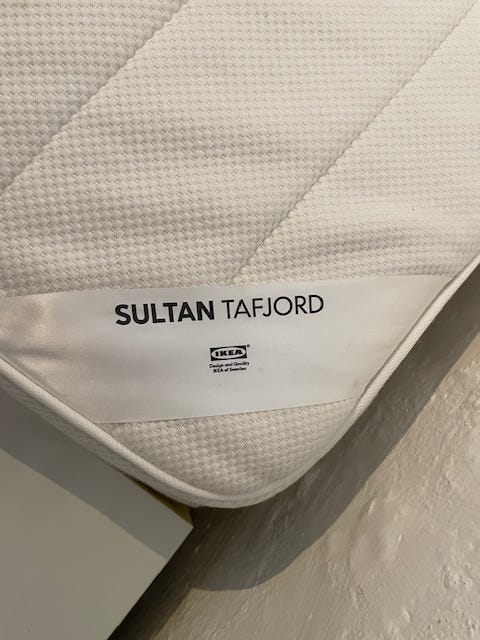 SULTAN TAFJORD
IKEA
Design and Quality
IKEA of Sweden